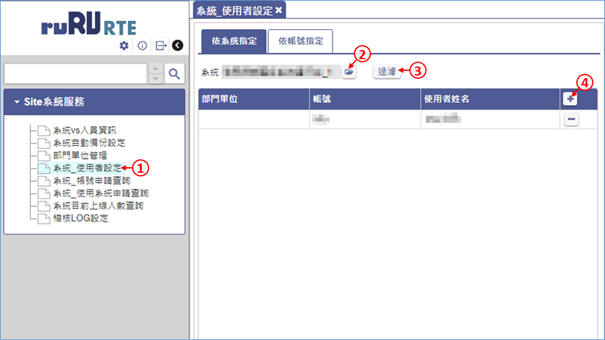 ruRU RTE
Site系統服務
系統vs人員資訊
系統自動備份設定
部門單位管理
系統_使用者設定 ①
系統_帳號申請查詢
系統_使用系統申請查詢
系統目前上線人數查詢
稽核LOG設定
系統_使用者設定 ×
依系統指定 依帳號指定
系統 ② 過濾 ③
部門單位 帳號 使用者姓名 ④